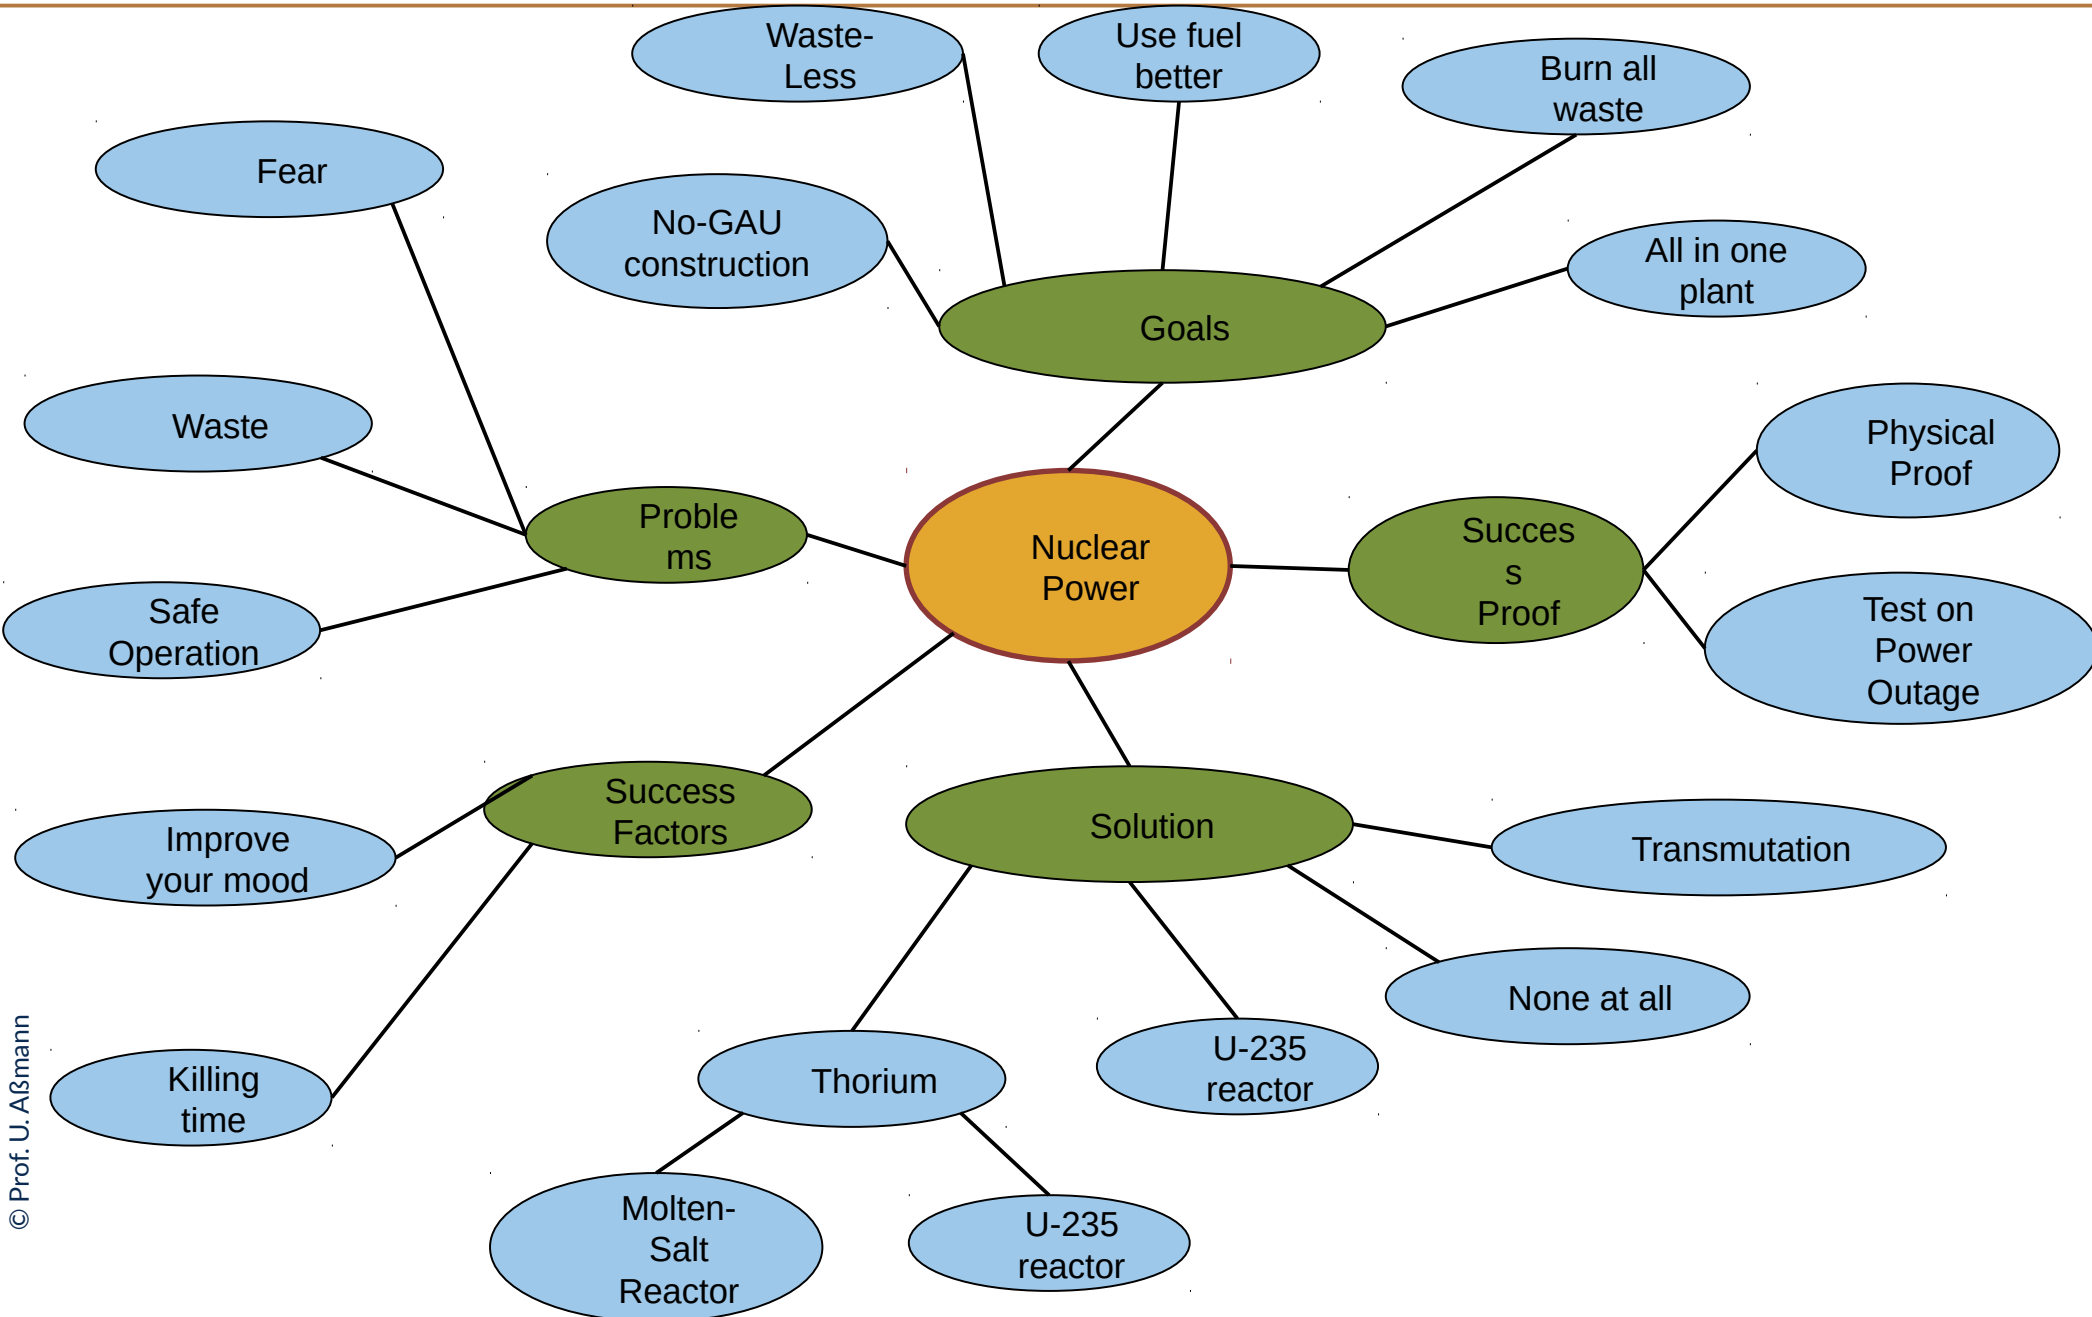 Waste-
Less
Use fuel
better
Burn all
waste
Fear
No-GAU
construction
All in one
plant
Goals
Waste
Physical
Proof
Proble
ms
Nuclear
Power
Succes
s
Proof
Safe
Operation
Test on
Power
Outage
Success
Factors
Solution
Improve
your mood
Transmutation
None at all
Killing
time
Thorium
U-235
reactor
Molten-
Salt
Reactor
U-235
reactor
© Prof. U. Aßmann